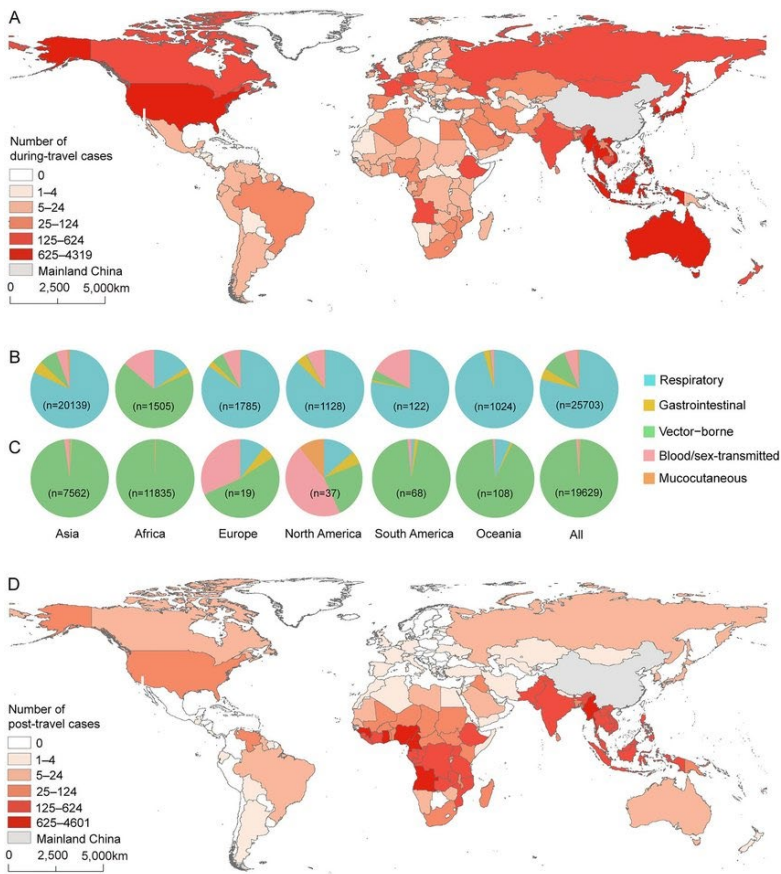 A
Number of
during-travel cases
0
1–4
5–24
25–124
125–624
625–4319
Mainland China
0 2,500 5,000km
B
(n=20139) (n=1505) (n=1785) (n=1128) (n=122) (n=1024) (n=25703)
Respiratory
Gastrointestinal
Vector−borne
Blood/sex-transmitted
Mucocutaneous
C
(n=7562) (n=11835) (n=19) (n=37) (n=68) (n=108) (n=19629)
Asia Africa Europe North America South America Oceania All
D
Number of
post-travel cases
0
1–4
5–24
25–124
125–624
625–4601
Mainland China
0 2,500 5,000km